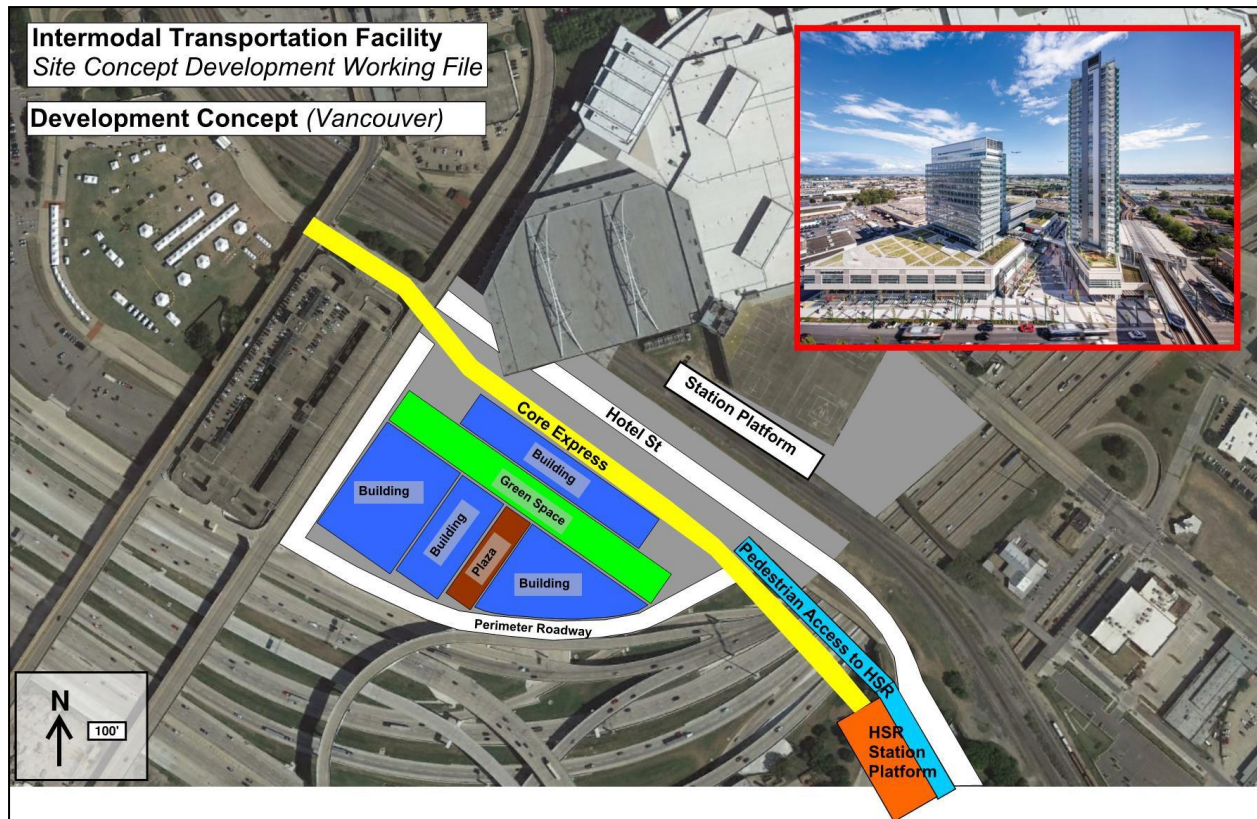 Intermodal Transportation Facility
Site Concept Development Working File
Development Concept (Vancouver)
Station Platform
Hotel St
Core Express
Building
Green Space
Building
Building
Plaza
Building
Perimeter Roadway
Pedestrian Access to HSR
HSR
Station
Platform
N
100'